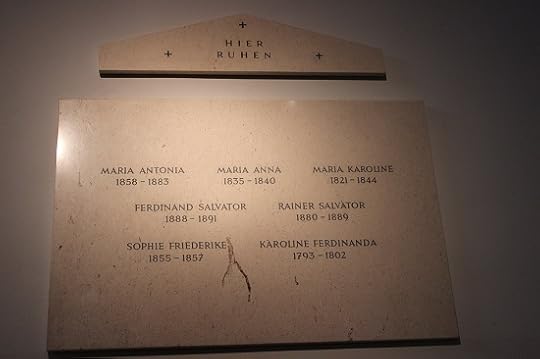 HIER
RUHEN
MARIA ANTONIA MARIA ANNA MARIA KAROLINE
1858 – 1883 1835 – 1840 1821 – 1844
FERDINAND SALVATOR RAINER SALVATOR
1888 – 1891 1880 – 1889
SOPHIE FRIEDERIKE KAROLINE FERDINANDA
1855 – 1857 1793 – 1802